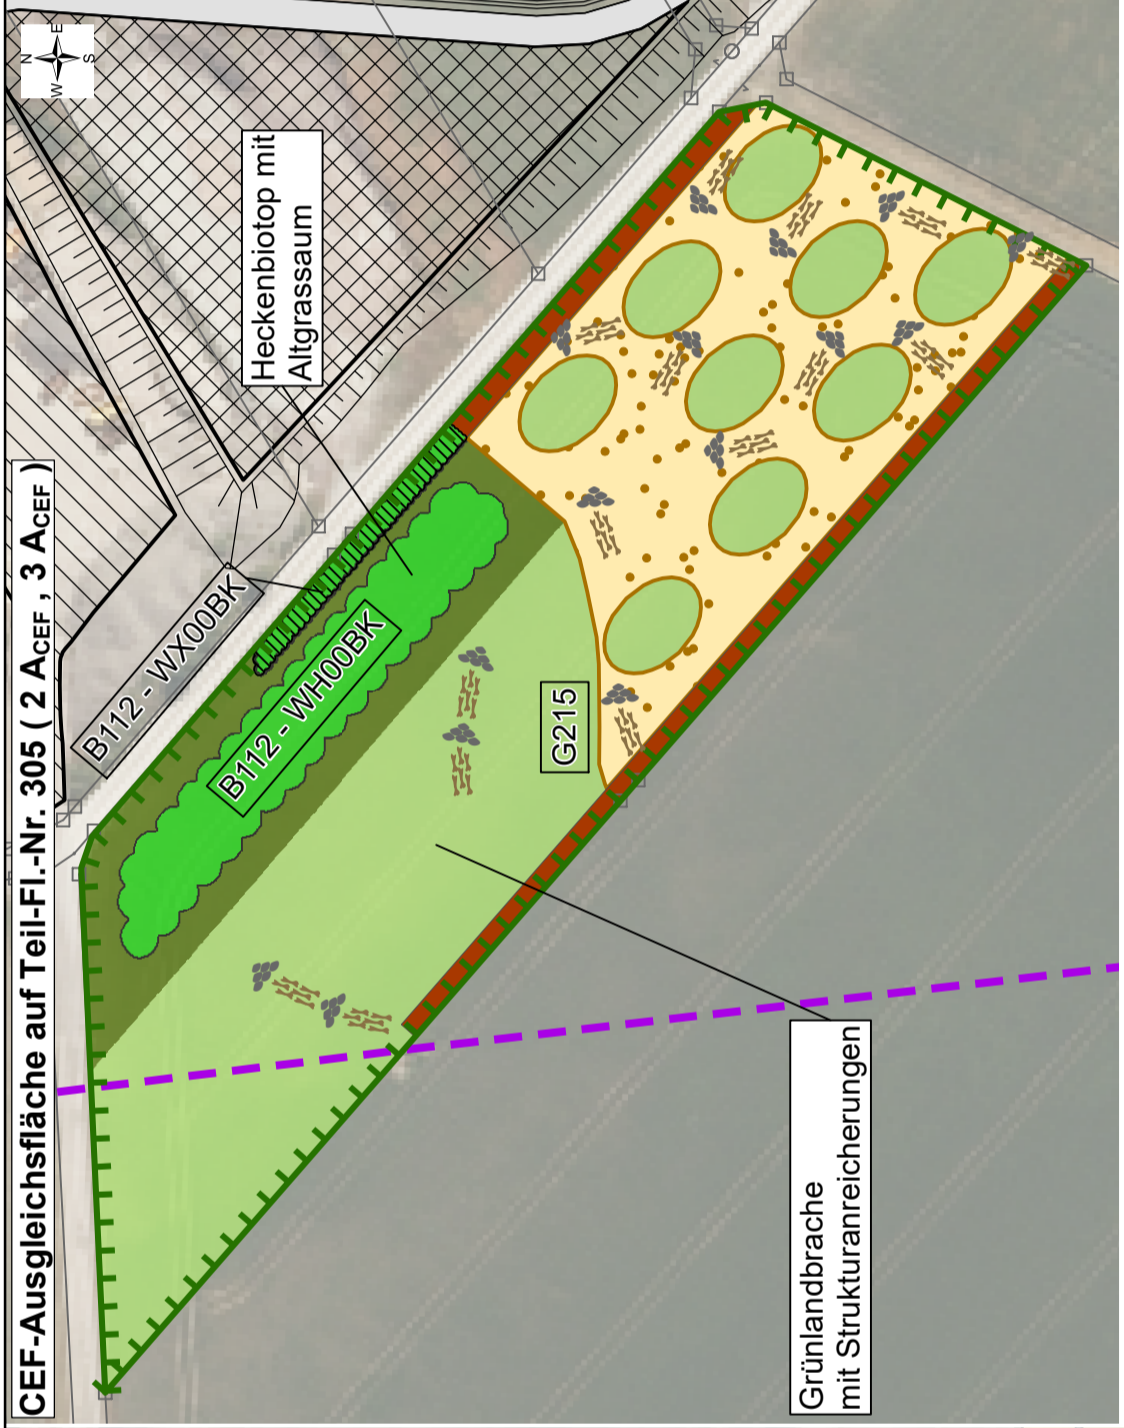 CEF-Ausgleichsfläche auf Teil-Fl.-Nr. 305 ( 2 ACEF , 3 ACEF)
N
E
S
W
Heckenbiotop mit
Altgrassaum
B112 - WX00BK
B112 - WH00BK
G215
Grünlandbrache
mit Strukturanreicherungen